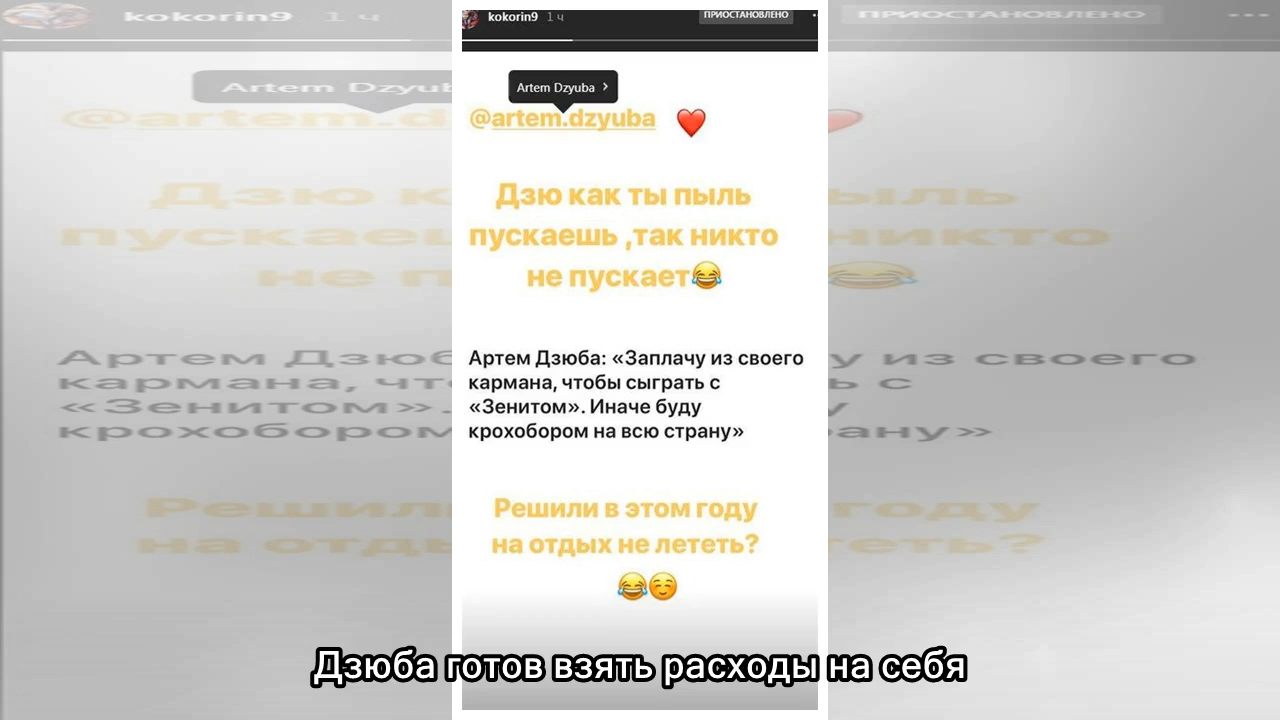 kokorin9 1 ч
ПРИОСТАНОВЛЕНО
Artem Dzyuba >
@artem.dzyuba ❤️
Дзю как ты пыль
пускаешь ,так никто
не пускает😂
Артем Дзюба: «Заплачу из своего
кармана, чтобы сыграть с
«Зенитом». Иначе буду
крохобором на всю страну»
Решили в этом году
на отдых не лететь?
😂☺️
Дзюба готов взять расходы на себя